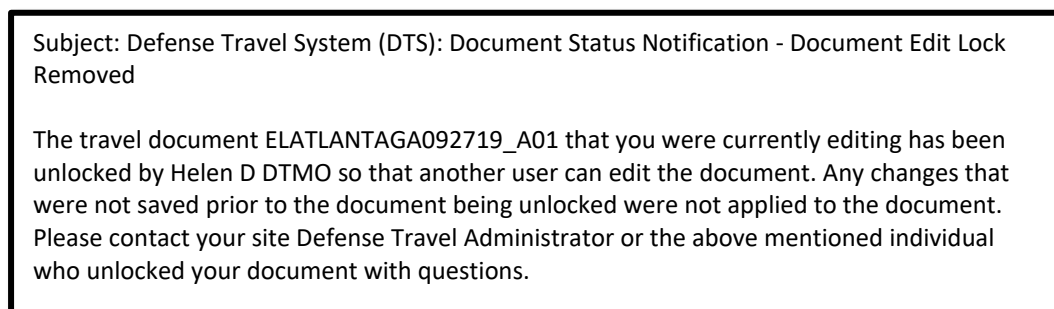 Subject: Defense Travel System (DTS): Document Status Notification - Document Edit Lock
Removed
The travel document ELATLANTAGA092719_A01 that you were currently editing has been
unlocked by Helen D DTMO so that another user can edit the document. Any changes that
were not saved prior to the document being unlocked were not applied to the document.
Please contact your site Defense Travel Administrator or the above mentioned individual
who unlocked your document with questions.